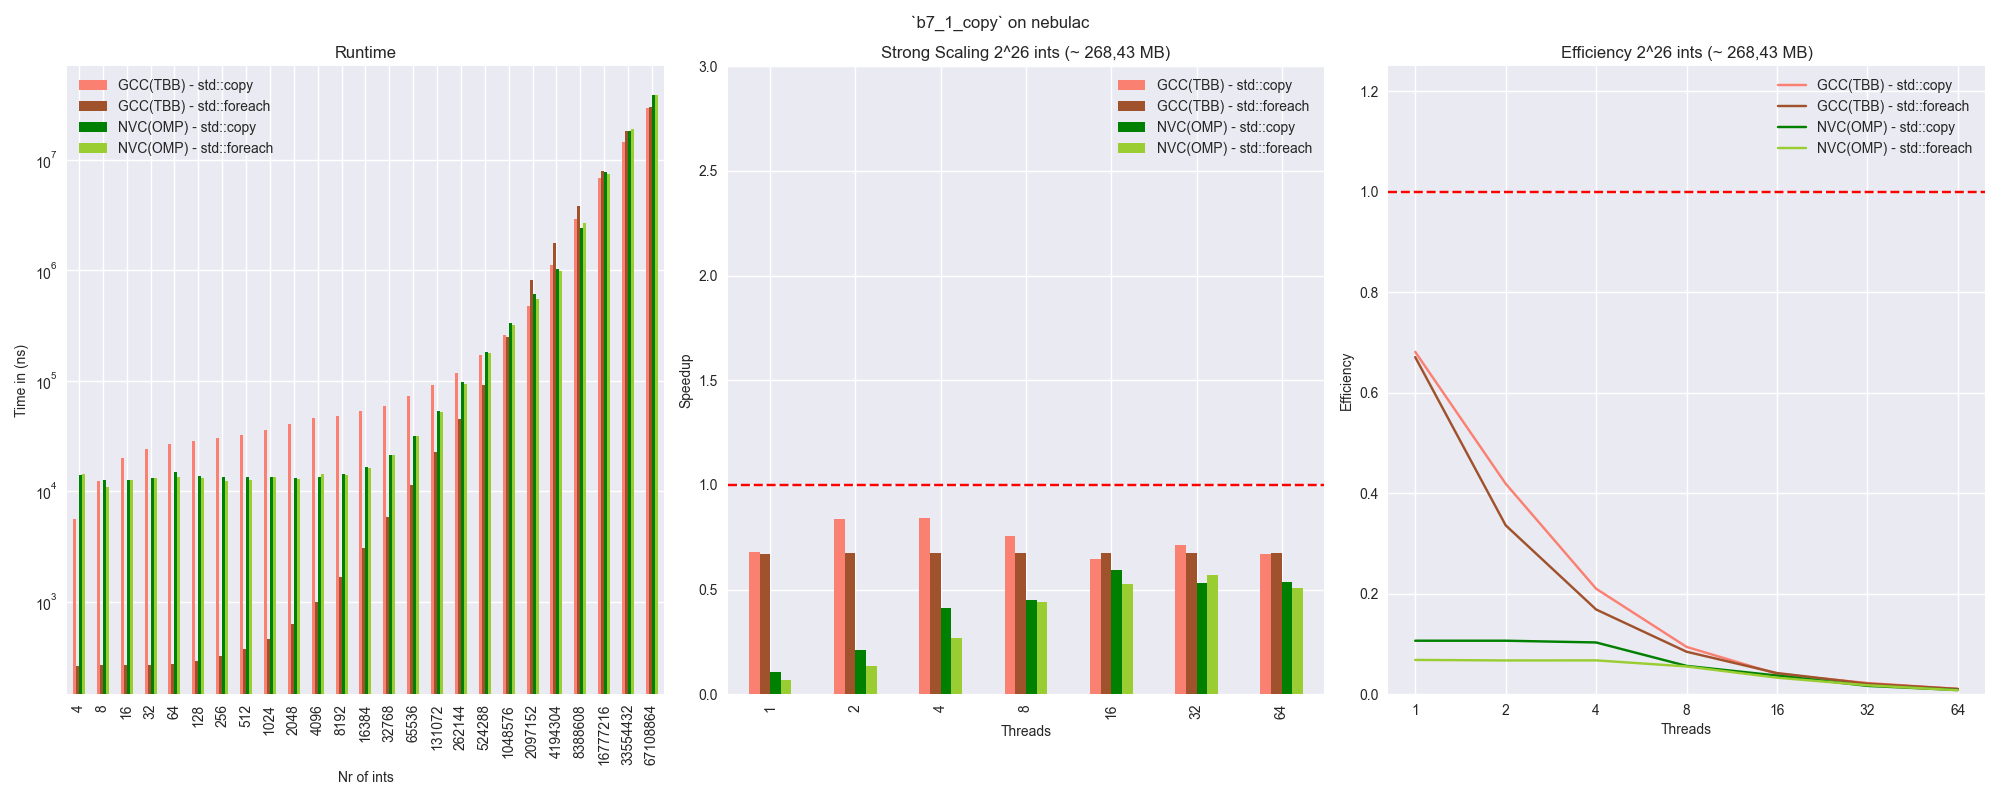 `b7_1_copy` on nebulac
Runtime
GCC(TBB) - std::copy
GCC(TBB) - std::foreach
NVC(OMP) - std::copy
NVC(OMP) - std::foreach
Time in (ns)
10^7
10^6
10^5
10^4
10^3
4 8 16 32 64 128 256 512 1024 2048 4096 8192 16384 32768 65536 131072 262144 524288 1048576 2097152 4194304 8388608 16777216 33554432 67108864
Nr of ints
Strong Scaling 2^26 ints (~ 268,43 MB)
GCC(TBB) - std::copy
GCC(TBB) - std::foreach
NVC(OMP) - std::copy
NVC(OMP) - std::foreach
Speedup
3.0
2.5
2.0
1.5
1.0
0.5
0.0
1 2 4 8 16 32 64
Threads
Efficiency 2^26 ints (~ 268,43 MB)
GCC(TBB) - std::copy
GCC(TBB) - std::foreach
NVC(OMP) - std::copy
NVC(OMP) - std::foreach
Efficiency
1.2
1.0
0.8
0.6
0.4
0.2
0.0
1 2 4 8 16 32 64
Threads